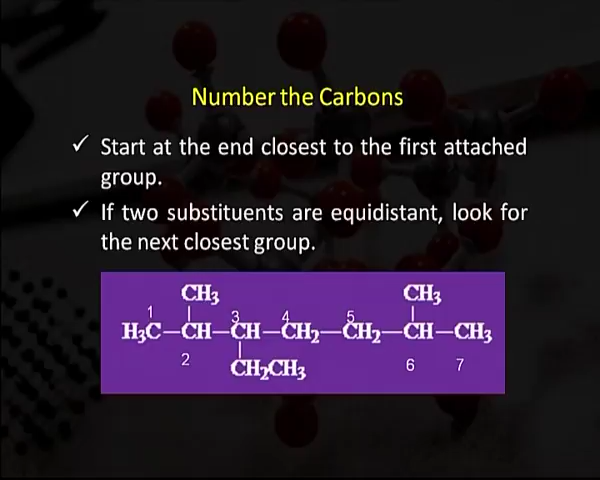 Number the Carbons
✓ Start at the end closest to the first attached
group.
✓ If two substituents are equidistant, look for
the next closest group.
CH₃ CH₃
1 3 4 5
H₃C–CH–CH–CH₂–CH₂–CH–CH₃
2 CH₂CH₃ 6 7